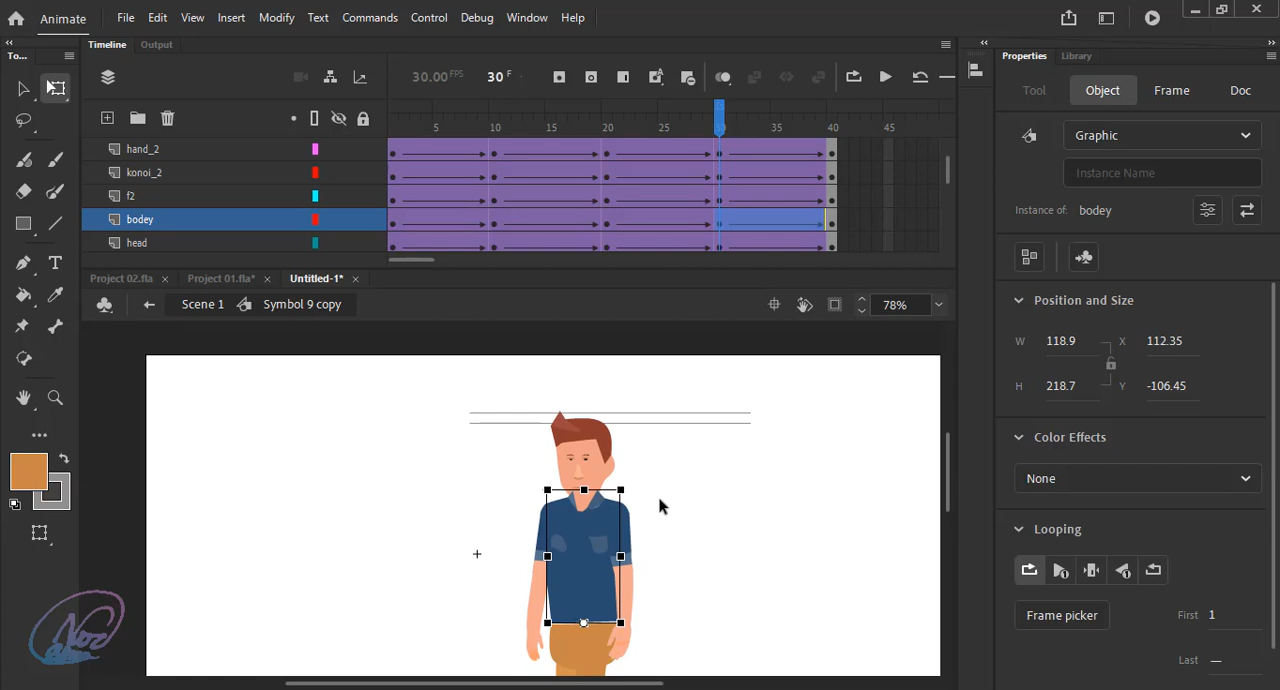 Animate File Edit View Insert Modify Text Commands Control Debug Window Help
To... Timeline Output Properties Library
30.00 FPS 30 F
Tool Object Frame Doc
5 10 15 20 25 30 35 40 45
Graphic
hand_2
konoi_2
Instance Name
f2
bodey
Instance of: bodey
head
Project 02.fla × Project 01.fla* × Untitled-1* ×
Scene 1 Symbol 9 copy 78%
Position and Size
W 118.9 X 112.35
H 218.7 Y -106.45
Color Effects
None
Looping
Frame picker First 1
Last —
Noz